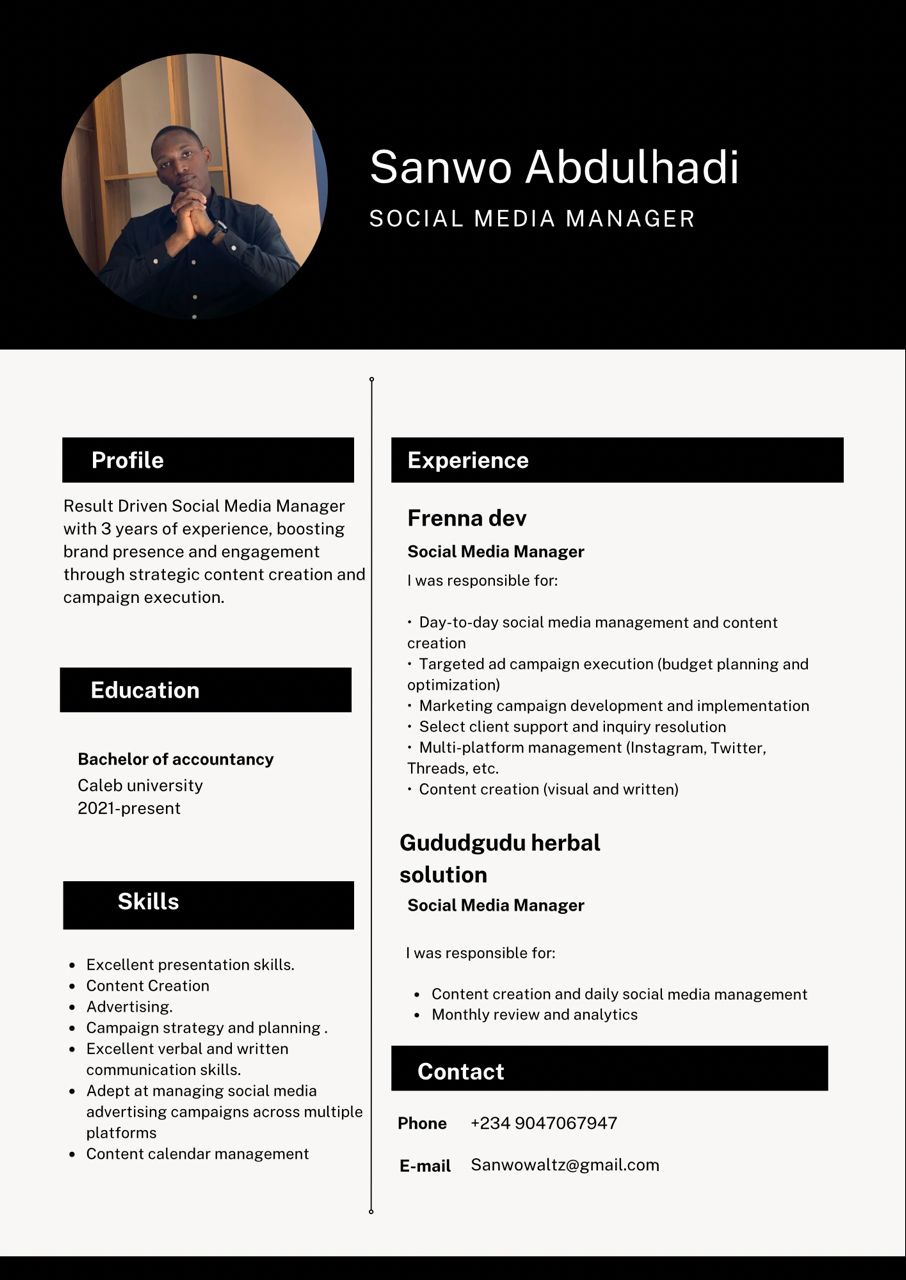 Sanwo Abdulhadi
SOCIAL MEDIA MANAGER
Profile
Result Driven Social Media Manager
with 3 years of experience, boosting
brand presence and engagement
through strategic content creation and
campaign execution.
Education
Bachelor of accountancy
Caleb university
2021-present
Skills
• Excellent presentation skills.
• Content Creation
• Advertising.
• Campaign strategy and planning .
• Excellent verbal and written
communication skills.
• Adept at managing social media
advertising campaigns across multiple
platforms
• Content calendar management
Experience
Frenna dev
Social Media Manager
I was responsible for:
• Day-to-day social media management and content
creation
• Targeted ad campaign execution (budget planning and
optimization)
• Marketing campaign development and implementation
• Select client support and inquiry resolution
• Multi-platform management (Instagram, Twitter,
Threads, etc.
• Content creation (visual and written)
Gududgudu herbal
solution
Social Media Manager
I was responsible for:
• Content creation and daily social media management
• Monthly review and analytics
Contact
Phone +234 9047067947
E-mail Sanwowaltz@gmail.com